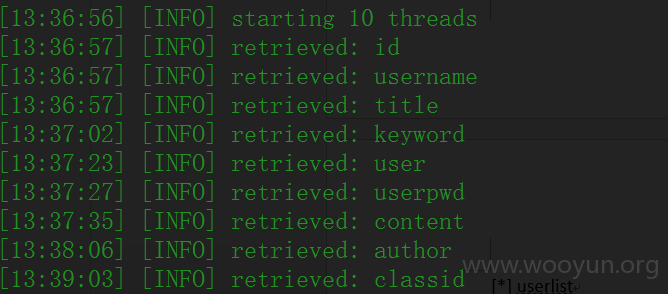 [13:36:56] [INFO] starting 10 threads
[13:36:57] [INFO] retrieved: id
[13:36:57] [INFO] retrieved: username
[13:36:57] [INFO] retrieved: title
[13:37:02] [INFO] retrieved: keyword
[13:37:23] [INFO] retrieved: user
[13:37:27] [INFO] retrieved: userpwd
[13:37:35] [INFO] retrieved: content
[13:38:06] [INFO] retrieved: author
[13:39:03] [INFO] retrieved: classid
www.wooyun.org
[*] userlist